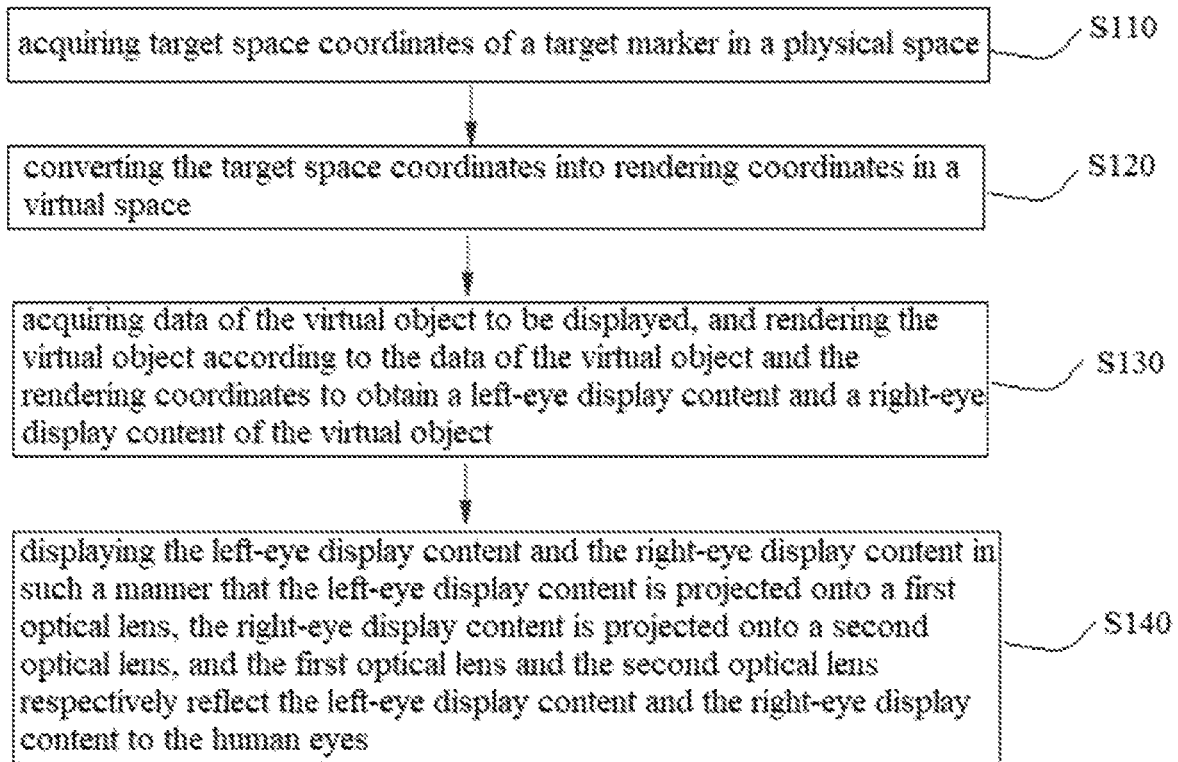 acquiring target space coordinates of a target marker in a physical space
S110
converting the target space coordinates into rendering coordinates in a
virtual space
S120
acquiring data of the virtual object to be displayed, and rendering the
virtual object according to the data of the virtual object and the
rendering coordinates to obtain a left-eye display content and a right-eye
display content of the virtual object
S130
displaying the left-eye display content and the right-eye display content in
such a manner that the left-eye display content is projected onto a first
optical lens, the right-eye display content is projected onto a second
optical lens, and the first optical lens and the second optical lens
respectively reflect the left-eye display content and the right-eye display
content to the human eyes
S140